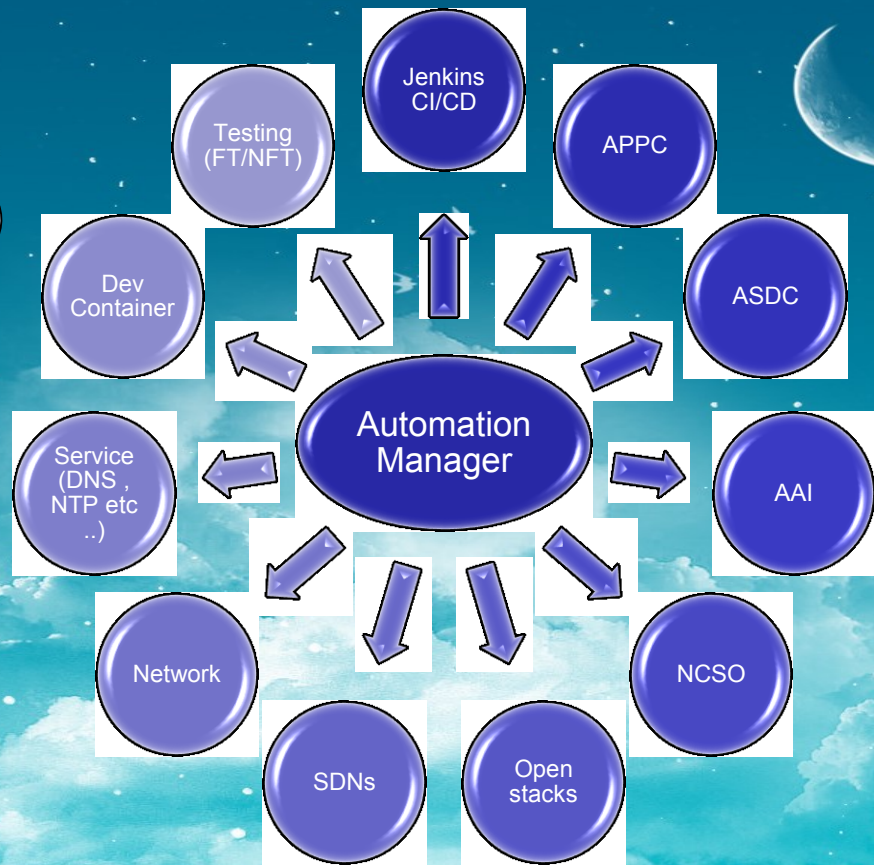 Jenkins
CI/CD
APPC
ASDC
AAI
NCSO
Open
stacks
SDNs
Network
Service
(DNS ,
NTP etc
..)
Dev
Container
Testing
(FT/NFT)
Automation
Manager